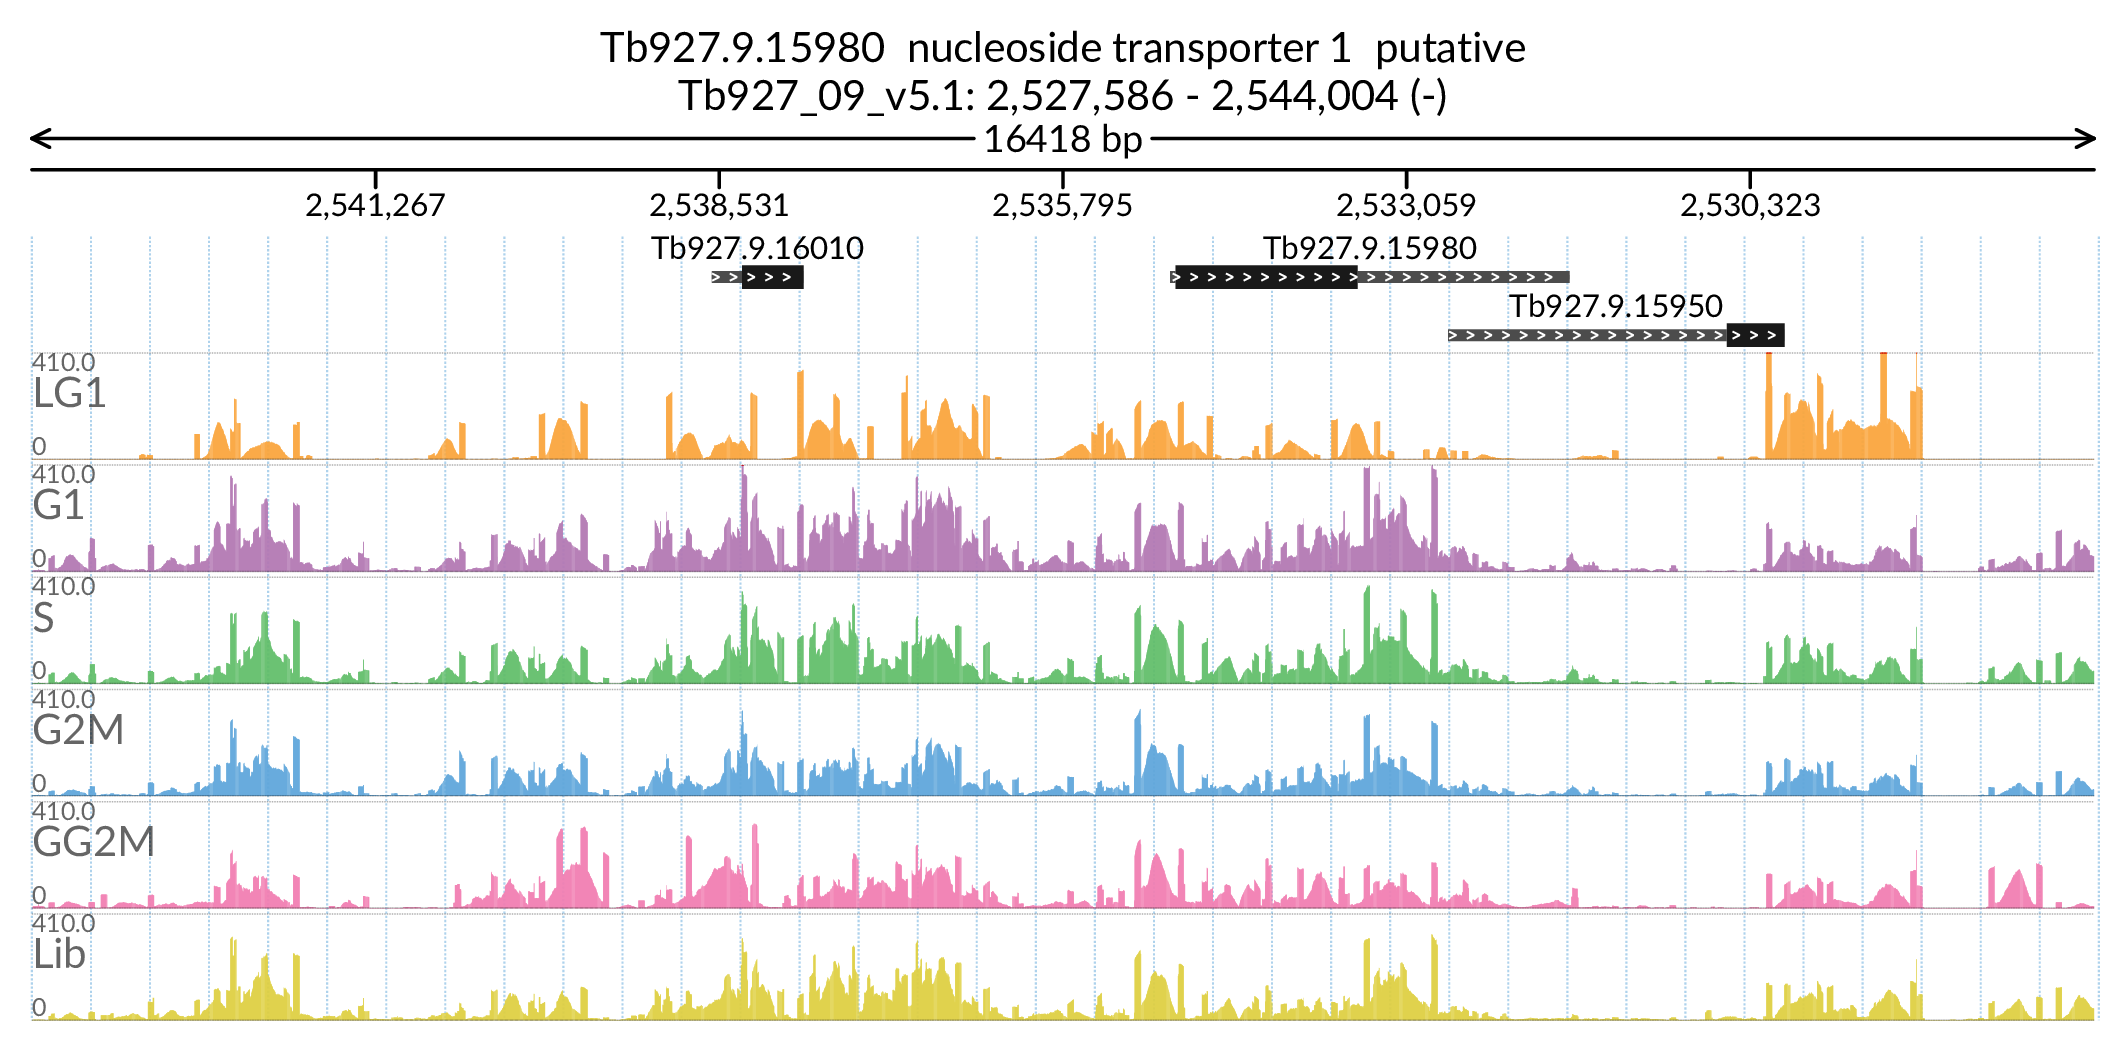 Tb927.9.15980 nucleoside transporter 1 putative
Tb927_09_v5.1: 2,527,586 - 2,544,004 (-)
16418 bp
2,541,267 2,538,531 2,535,795 2,533,059 2,530,323
Tb927.9.16010 Tb927.9.15980
Tb927.9.15950
410.0
LG1
0
410.0
G1
0
410.0
S
0
410.0
G2M
0
410.0
GG2M
0
410.0
Lib
0